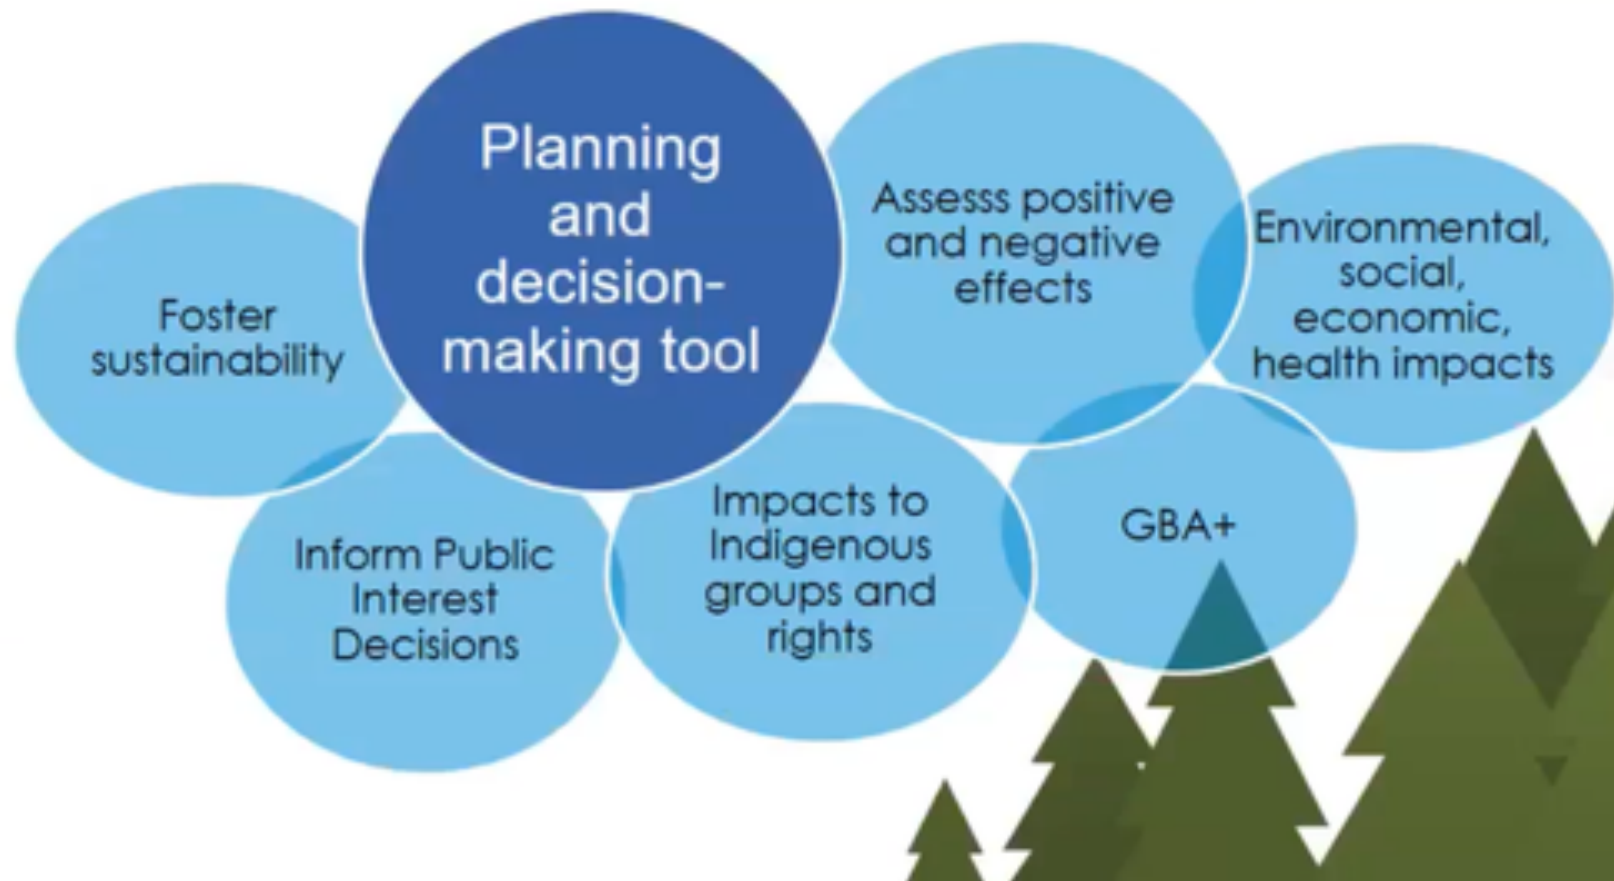 Planning
and
decision-
making tool
Assesss positive
and negative
effects
Environmental,
social,
economic,
health impacts
Foster
sustainability
Inform Public
Interest
Decisions
Impacts to
Indigenous
groups and
rights
GBA+